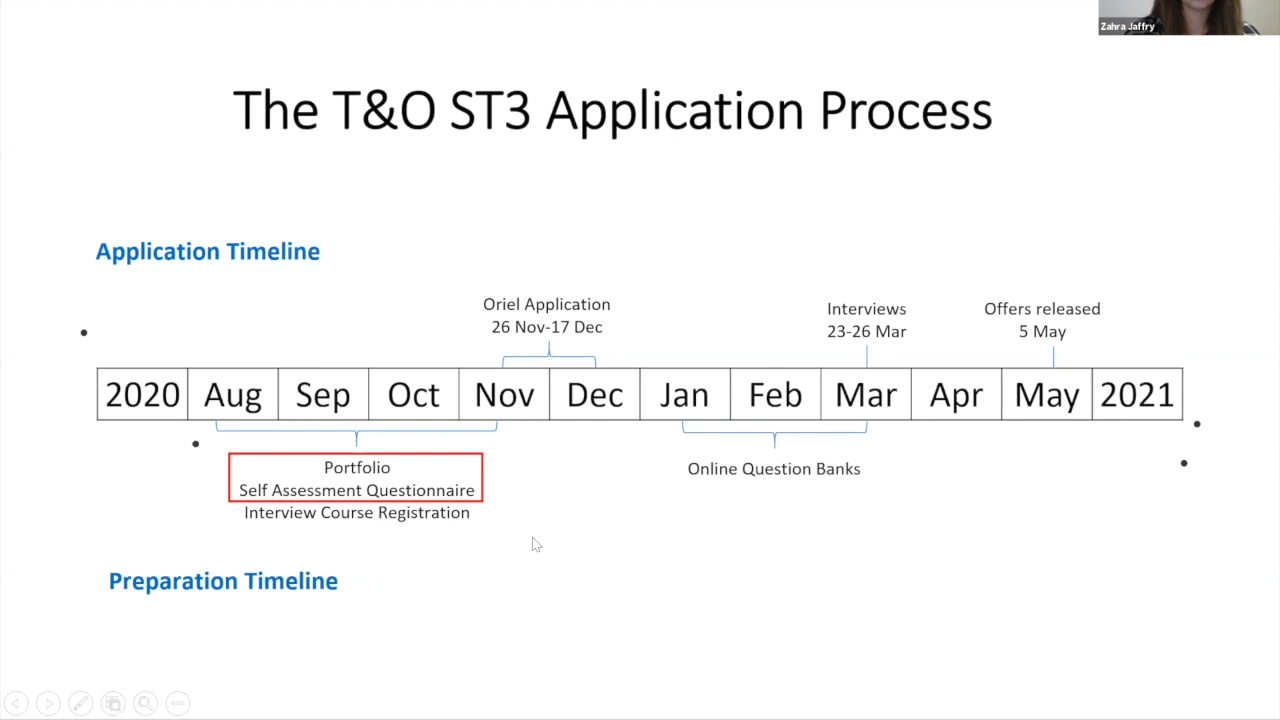 Zahra Jaffry
The T&O ST3 Application Process
Application Timeline
Oriel Application
26 Nov-17 Dec
Interviews
23-26 Mar
Offers released
5 May
2020 Aug Sep Oct Nov Dec Jan Feb Mar Apr May 2021
Portfolio
Self Assessment Questionnaire
Interview Course Registration
Online Question Banks
Preparation Timeline